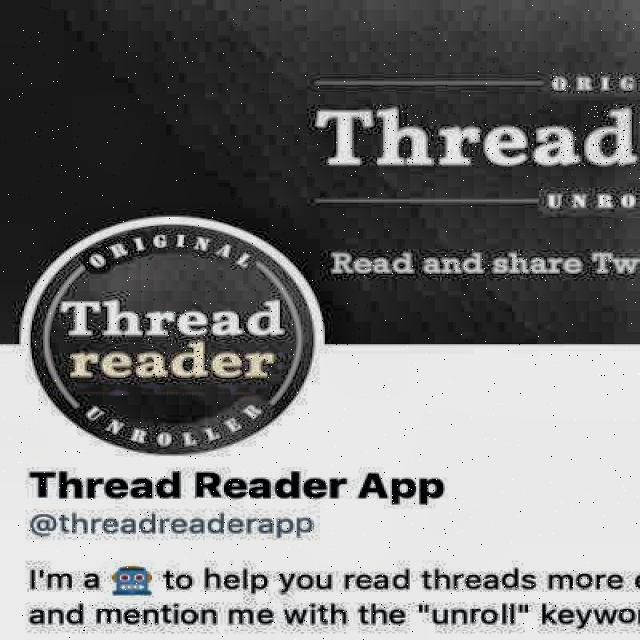 ORIG
Thread
UNRO
Read and share Tw
ORIGINAL
Thread
reader
UNROLLER
Thread Reader App
@threadreaderapp
I'm a 🤖 to help you read threads more e
and mention me with the "unroll" keywo